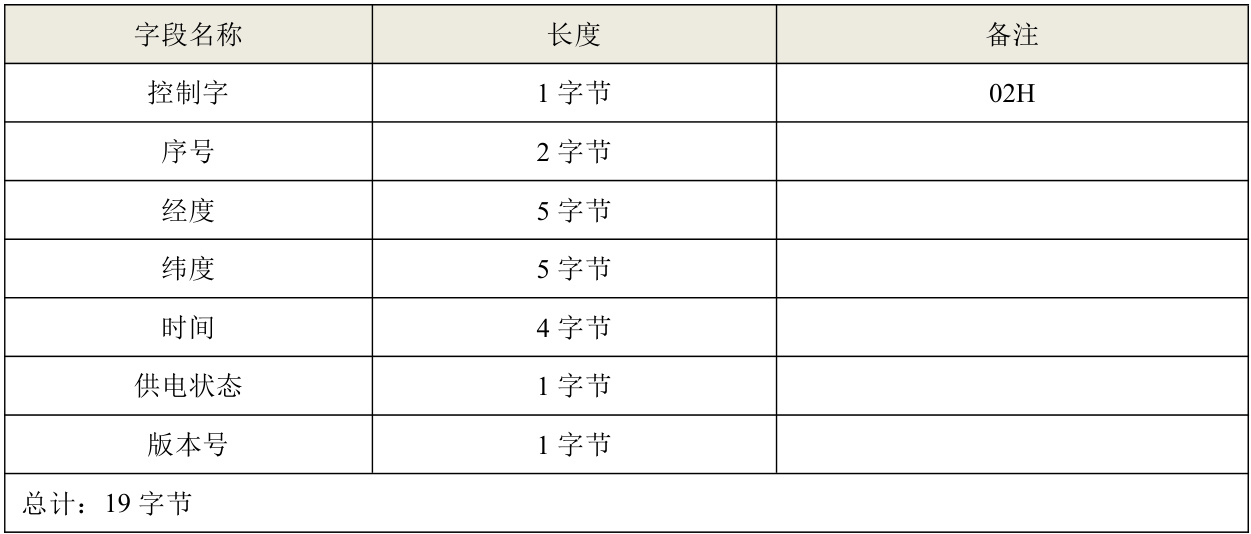 字段名称 长度 备注
控制字 1 字节 02H
序号 2 字节
经度 5 字节
纬度 5 字节
时间 4 字节
供电状态 1 字节
版本号 1 字节
总计：19 字节